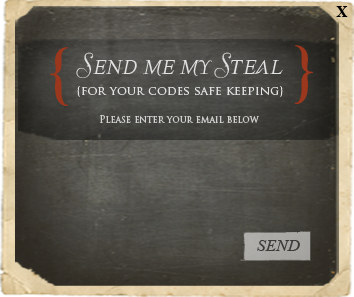 X
SEND ME MY STEAL
(FOR YOUR CODES SAFE KEEPING)
PLEASE ENTER YOUR EMAIL BELOW
SEND